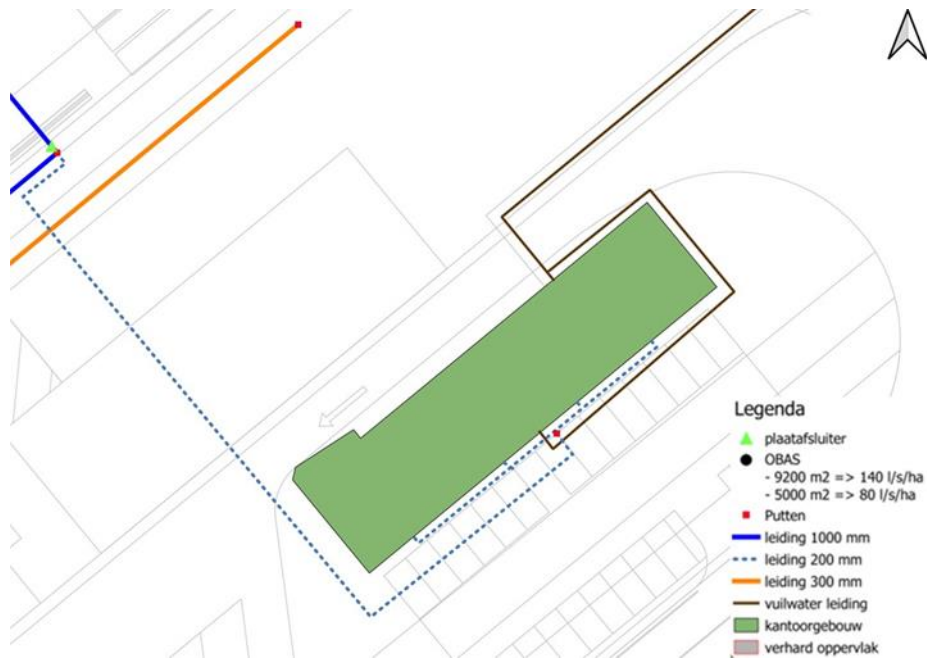 Legenda
plaatafsluiter
OBAS
- 9200 m2 => 140 l/s/ha
- 5000 m2 => 80 l/s/ha
Putten
leiding 1000 mm
leiding 200 mm
leiding 300 mm
vuilwater leiding
kantoorgebouw
verhard oppervlak